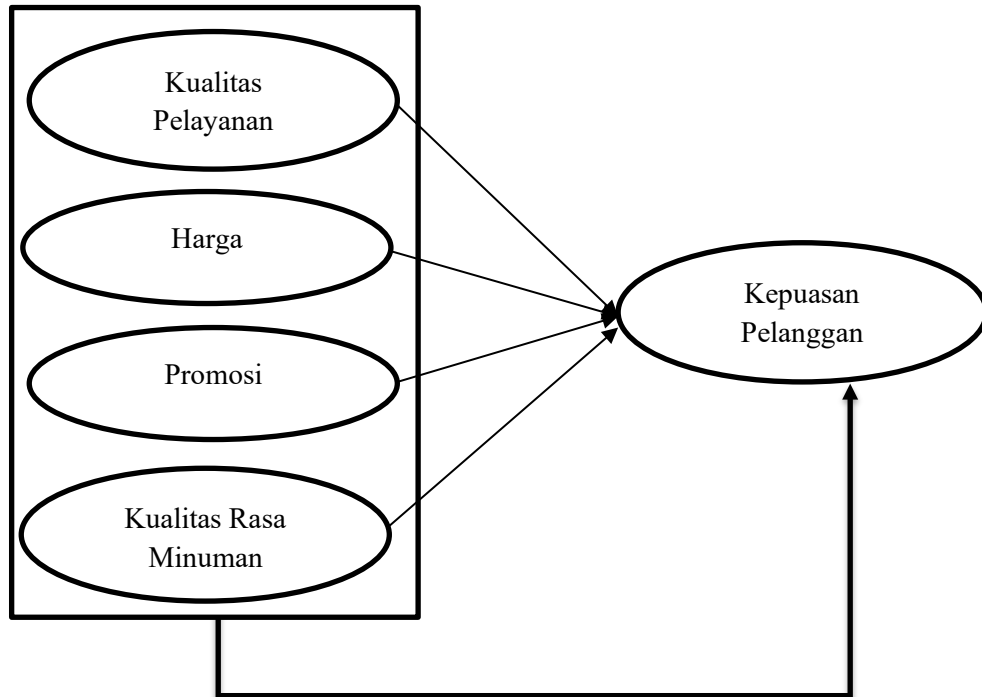 Kualitas
Pelayanan
Harga
Promosi
Kualitas Rasa
Minuman
Kepuasan
Pelanggan